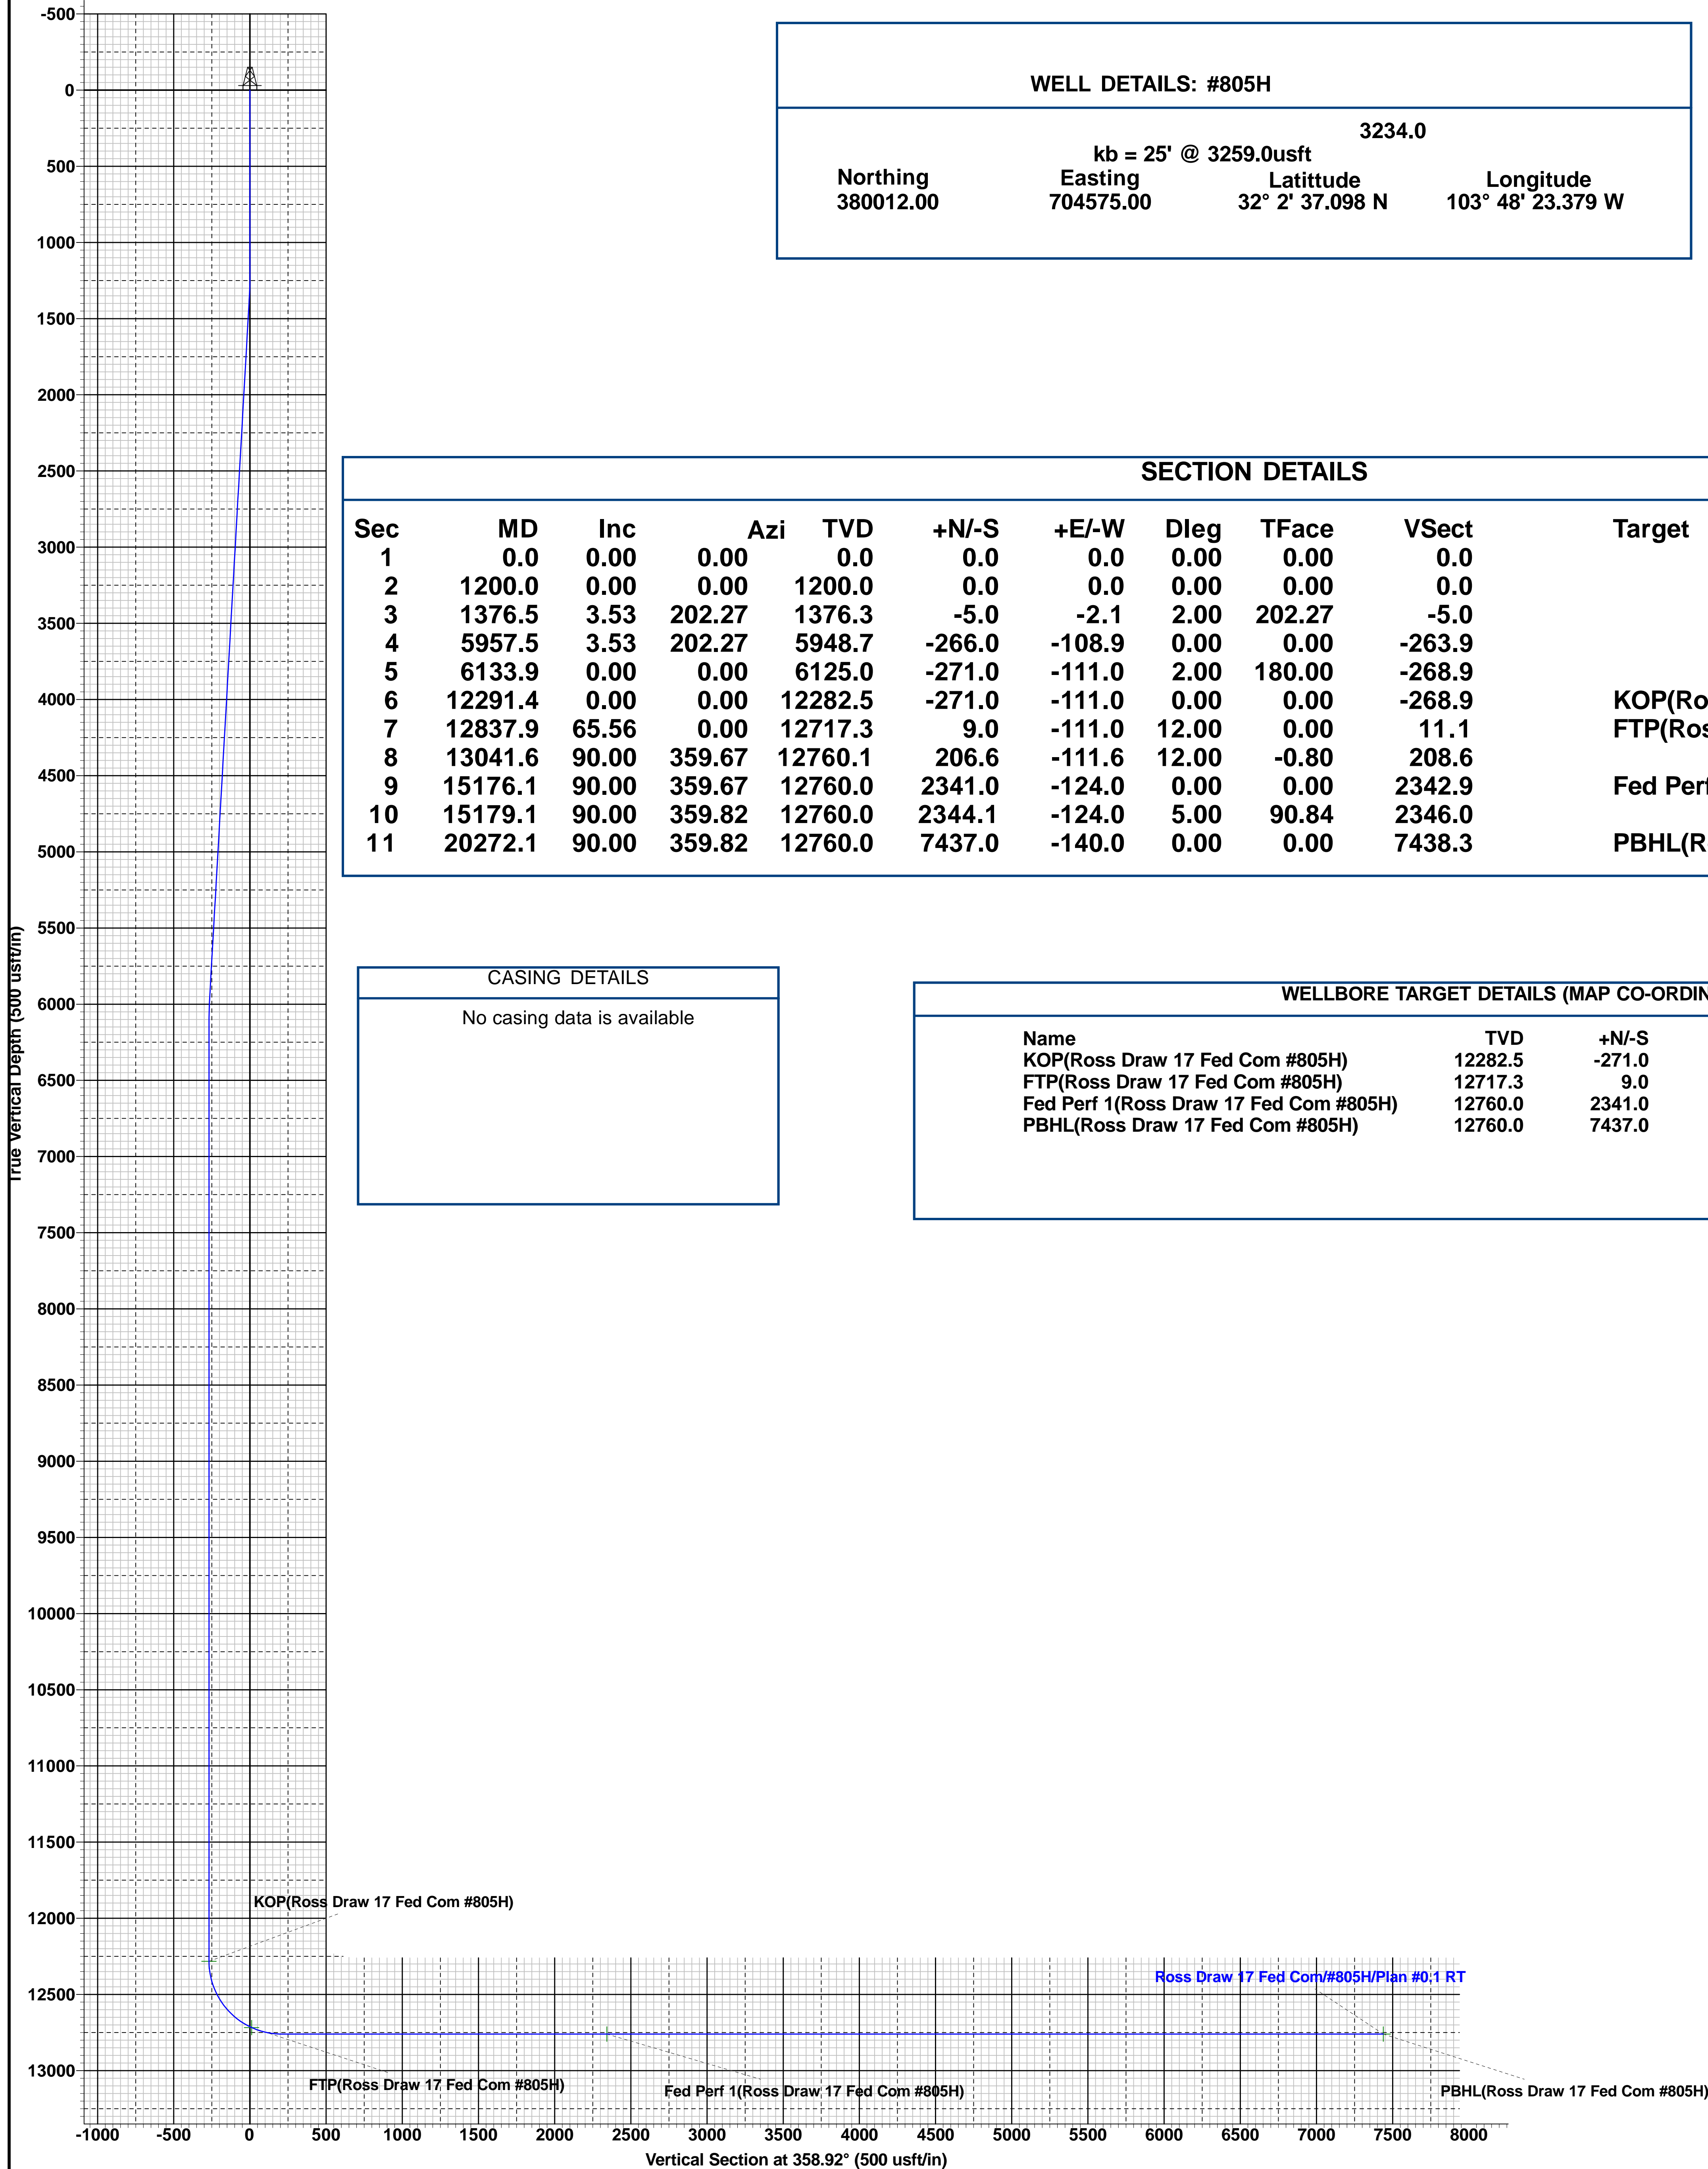 WELL DETAILS: #805H
3234.0
kb = 25' @ 3259.0usft
Northing Easting Latittude Longitude
380012.00 704575.00 32° 2' 37.098 N 103° 48' 23.379 W
SECTION DETAILS
Sec MD Inc Azi TVD +N/-S +E/-W Dleg TFace VSect Target
1 0.0 0.00 0.00 0.0 0.0 0.0 0.00 0.00 0.0
2 1200.0 0.00 0.00 1200.0 0.0 0.0 0.00 0.00 0.0
3 1376.5 3.53 202.27 1376.3 -5.0 -2.1 2.00 202.27 -5.0
4 5957.5 3.53 202.27 5948.7 -266.0 -108.9 0.00 0.00 -263.9
5 6133.9 0.00 0.00 6125.0 -271.0 -111.0 2.00 180.00 -268.9
6 12291.4 0.00 0.00 12282.5 -271.0 -111.0 0.00 0.00 -268.9 KOP(Ro
7 12837.9 65.56 0.00 12717.3 9.0 -111.0 12.00 0.00 11.1 FTP(Ros
8 13041.6 90.00 359.67 12760.1 206.6 -111.6 12.00 -0.80 208.6
9 15176.1 90.00 359.67 12760.0 2341.0 -124.0 0.00 0.00 2342.9 Fed Perf
10 15179.1 90.00 359.82 12760.0 2344.1 -124.0 5.00 90.84 2346.0
11 20272.1 90.00 359.82 12760.0 7437.0 -140.0 0.00 0.00 7438.3 PBHL(R
CASING DETAILS
No casing data is available
WELLBORE TARGET DETAILS (MAP CO-ORDIN
Name TVD +N/-S
KOP(Ross Draw 17 Fed Com #805H) 12282.5 -271.0
FTP(Ross Draw 17 Fed Com #805H) 12717.3 9.0
Fed Perf 1(Ross Draw 17 Fed Com #805H) 12760.0 2341.0
PBHL(Ross Draw 17 Fed Com #805H) 12760.0 7437.0
True Vertical Depth (500 usft/in)
-500
0
500
1000
1500
2000
2500
3000
3500
4000
4500
5000
5500
6000
6500
7000
7500
8000
8500
9000
9500
10000
10500
11000
11500
12000
12500
13000
KOP(Ross Draw 17 Fed Com #805H)
Ross Draw 17 Fed Com/#805H/Plan #0.1 RT
FTP(Ross Draw 17 Fed Com #805H)
Fed Perf 1(Ross Draw 17 Fed Com #805H)
PBHL(Ross Draw 17 Fed Com #805H)
-1000 -500 0 500 1000 1500 2000 2500 3000 3500 4000 4500 5000 5500 6000 6500 7000 7500 8000
Vertical Section at 358.92° (500 usft/in)